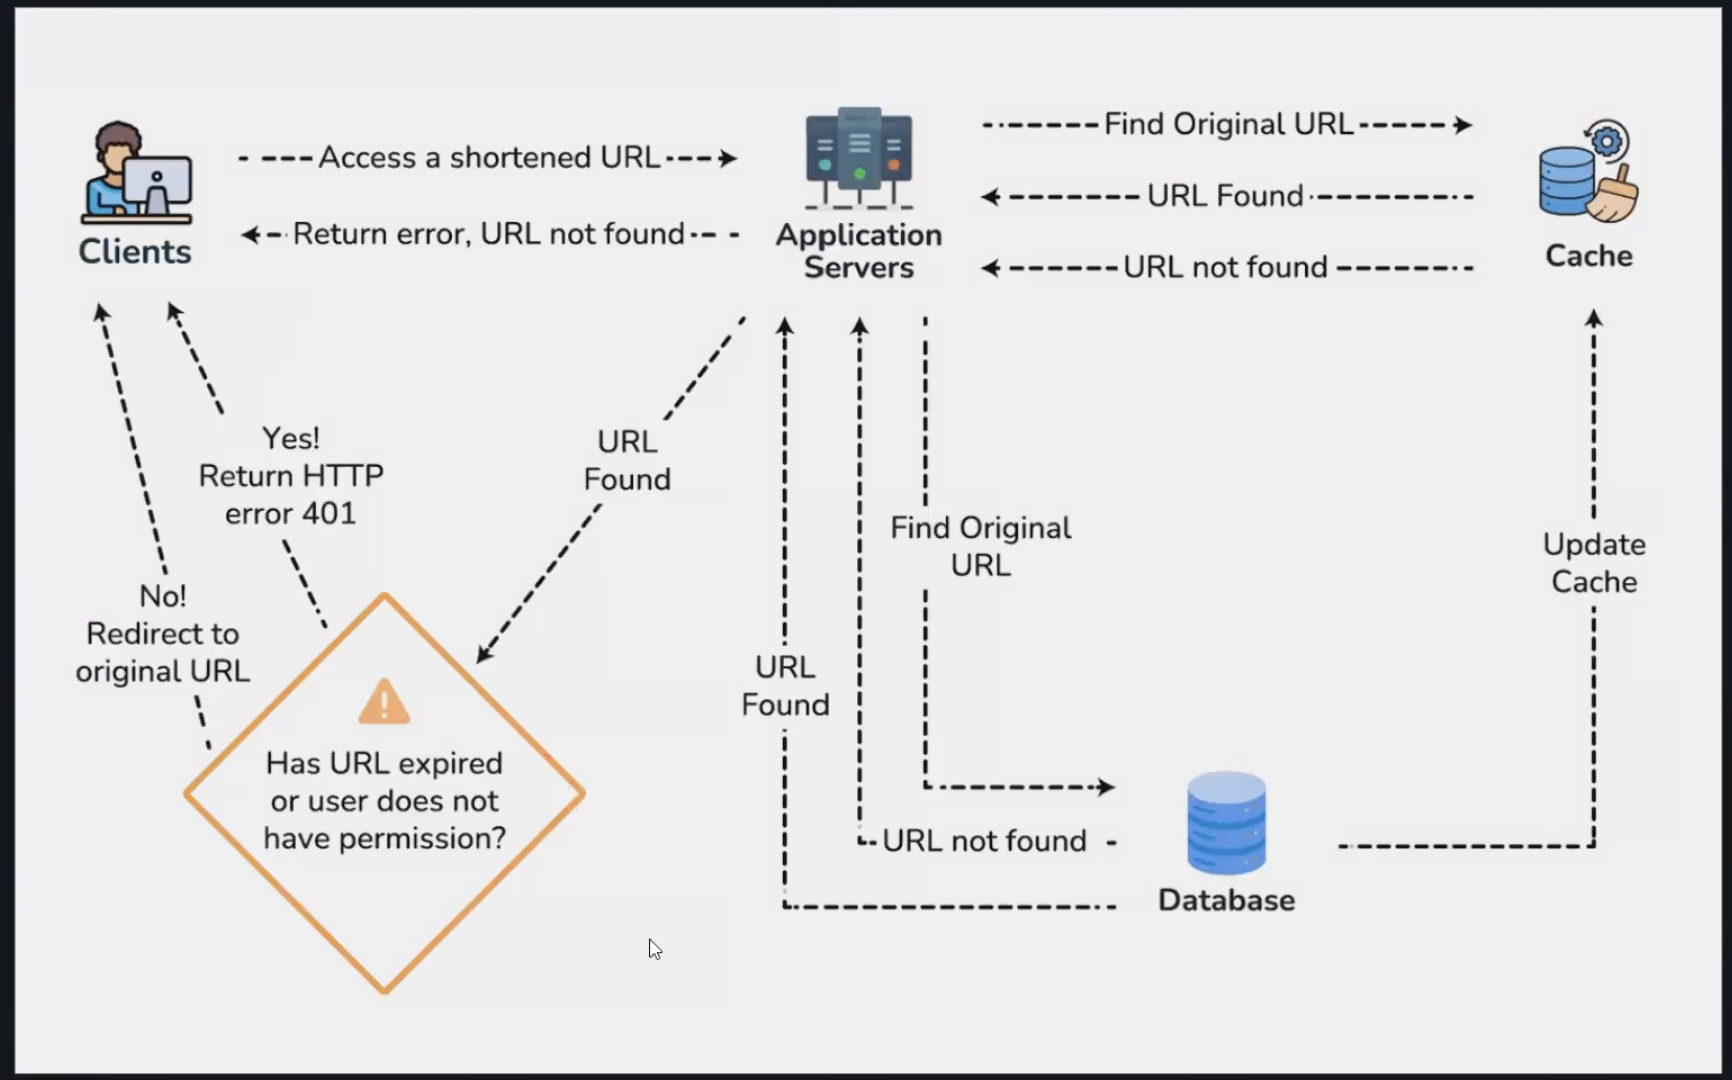 Access a shortened URL
Return error, URL not found
Clients
Application
Servers
Find Original URL
URL Found
URL not found
Cache
Yes!
Return HTTP
error 401
No!
Redirect to
original URL
URL
Found
Has URL expired
or user does not
have permission?
URL
Found
Find Original
URL
URL not found
Database
Update
Cache